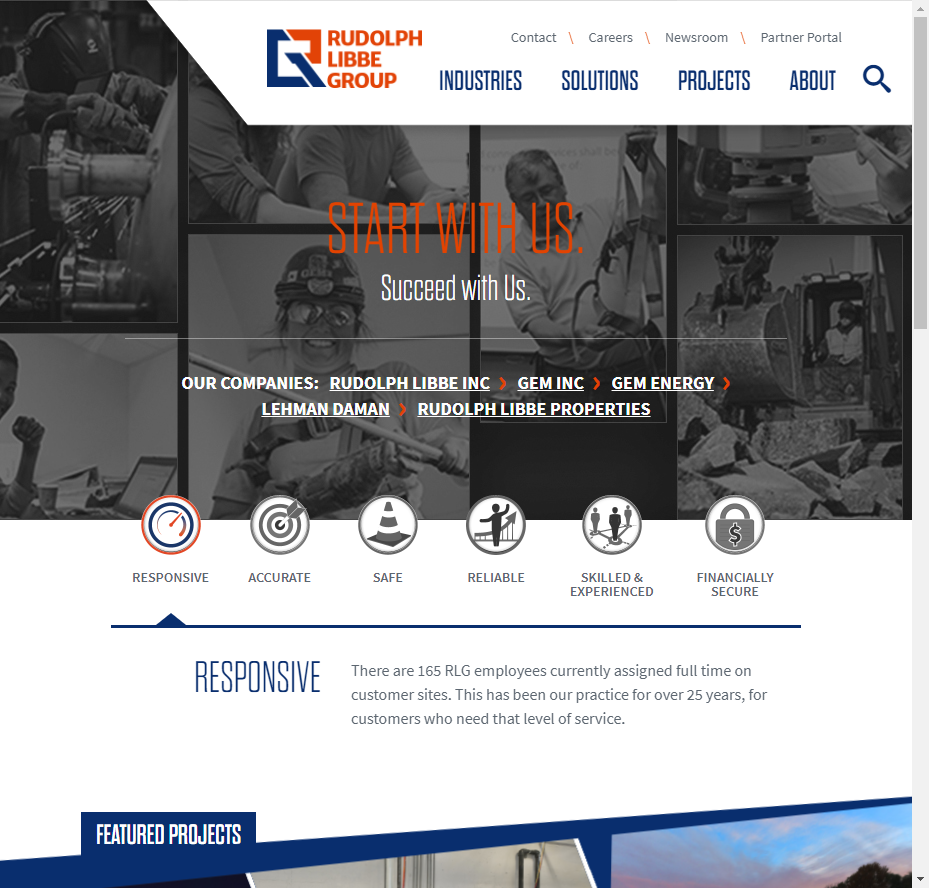 RUDOLPH
LIBBE
GROUP
Contact \ Careers \ Newsroom \ Partner Portal
INDUSTRIES SOLUTIONS PROJECTS ABOUT
START WITH US.
Succeed with Us.
OUR COMPANIES: RUDOLPH LIBBE INC › GEM INC › GEM ENERGY ›
LEHMAN DAMAN › RUDOLPH LIBBE PROPERTIES
RESPONSIVE ACCURATE SAFE RELIABLE SKILLED & EXPERIENCED FINANCIALLY SECURE
RESPONSIVE
There are 165 RLG employees currently assigned full time on
customer sites. This has been our practice for over 25 years, for
customers who need that level of service.
FEATURED PROJECTS